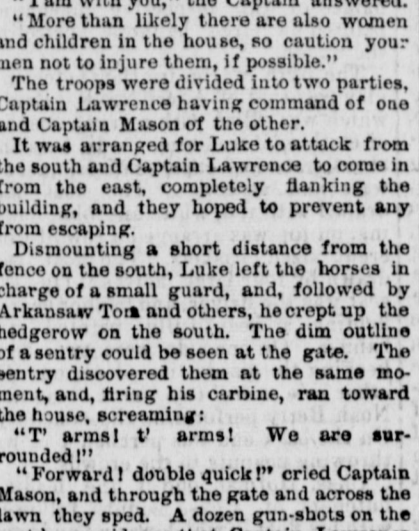 "I am with you," the Captain answered.
"More than likely there are also women
and children in the house, so caution your
men not to injure them, if possible."
The troops were divided into two parties,
Captain Lawrence having command of one
and Captain Mason of the other.
It was arranged for Luke to attack from
the south and Captain Lawrence to come in
from the east, completely flanking the
building, and they hoped to prevent any
from escaping.
Dismounting a short distance from the
fence on the south, Luke left the horses in
charge of a small guard, and, followed by
Arkansaw Tom and others, he crept up the
hedgerow on the south. The dim outline
of a sentry could be seen at the gate. The
sentry discovered them at the same mo-
ment, and, firing his carbine, ran toward
the house, screaming:
"T' arms! t' arms! We are sur-
rounded!"
"Forward! double quick!" cried Captain
Mason, and through the gate and across the
lawn they sped. A dozen gun-shots on the